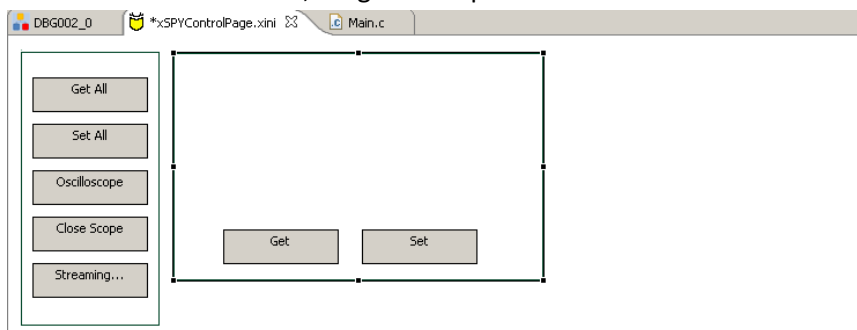 DBG002_0 *xSPYControlPage.xini Main.c
Get All
Set All
Oscilloscope
Close Scope
Get Set
Streaming...